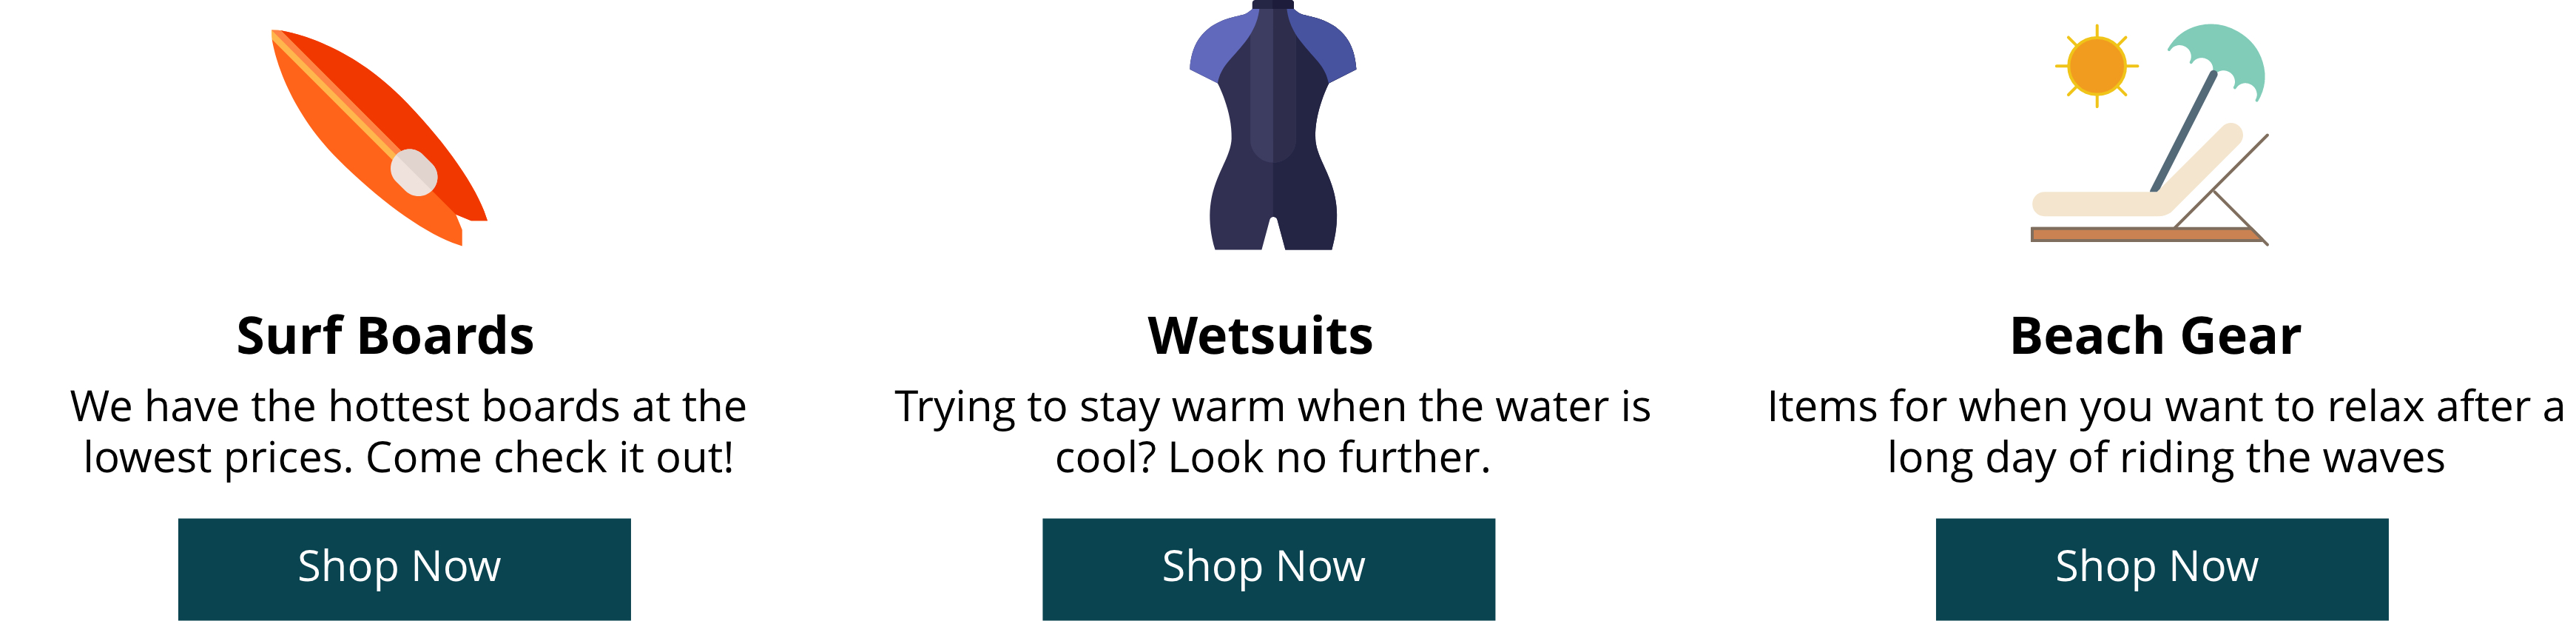 Surf Boards
We have the hottest boards at the
lowest prices. Come check it out!
Shop Now
Wetsuits
Trying to stay warm when the water is
cool? Look no further.
Shop Now
Beach Gear
Items for when you want to relax after a
long day of riding the waves
Shop Now